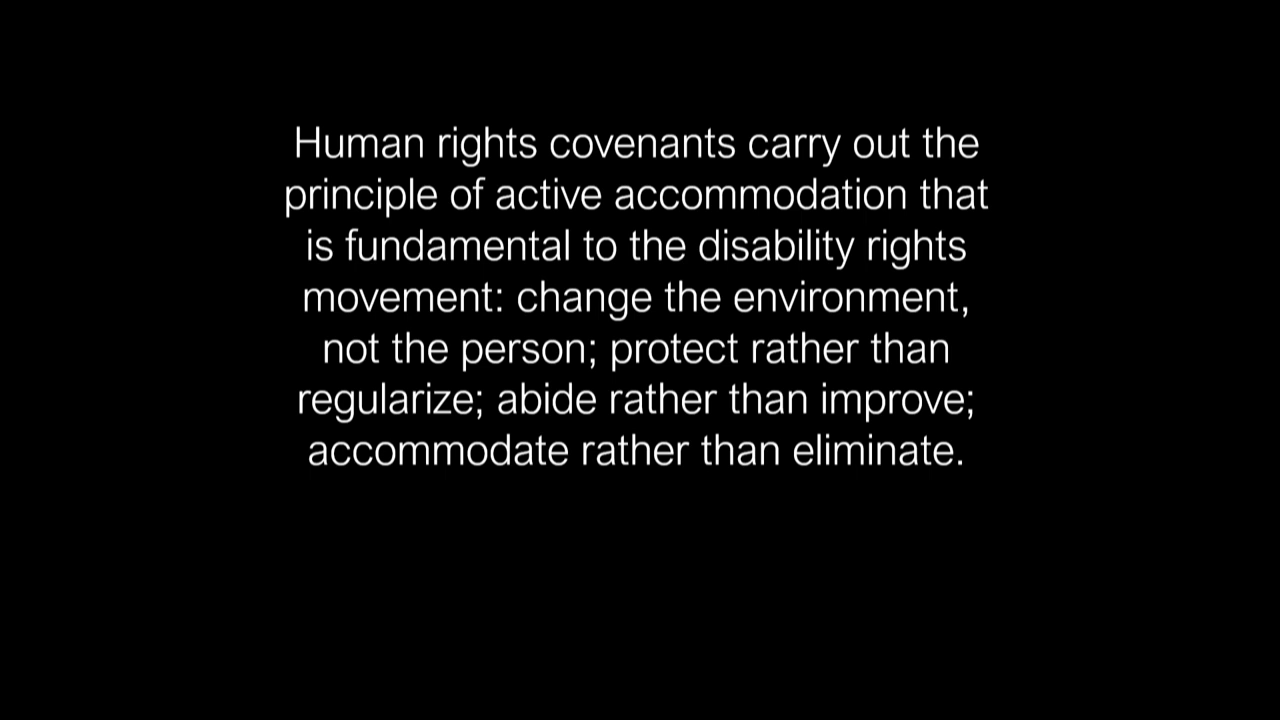 Human rights covenants carry out the
principle of active accommodation that
is fundamental to the disability rights
movement: change the environment,
not the person; protect rather than
regularize; abide rather than improve;
accommodate rather than eliminate.